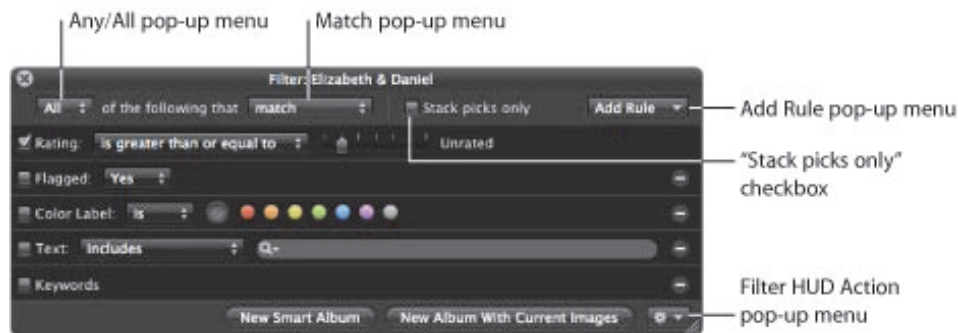 Any/All pop-up menu
Match pop-up menu
Filter: Elizabeth & Daniel
All of the following that match Stack picks only Add Rule
Add Rule pop-up menu
Rating: is greater than or equal to Unrated
"Stack picks only"
checkbox
Flagged: Yes
Color Label: is
Text: Includes
Keywords
Filter HUD Action
pop-up menu
New Smart Album New Album With Current Images